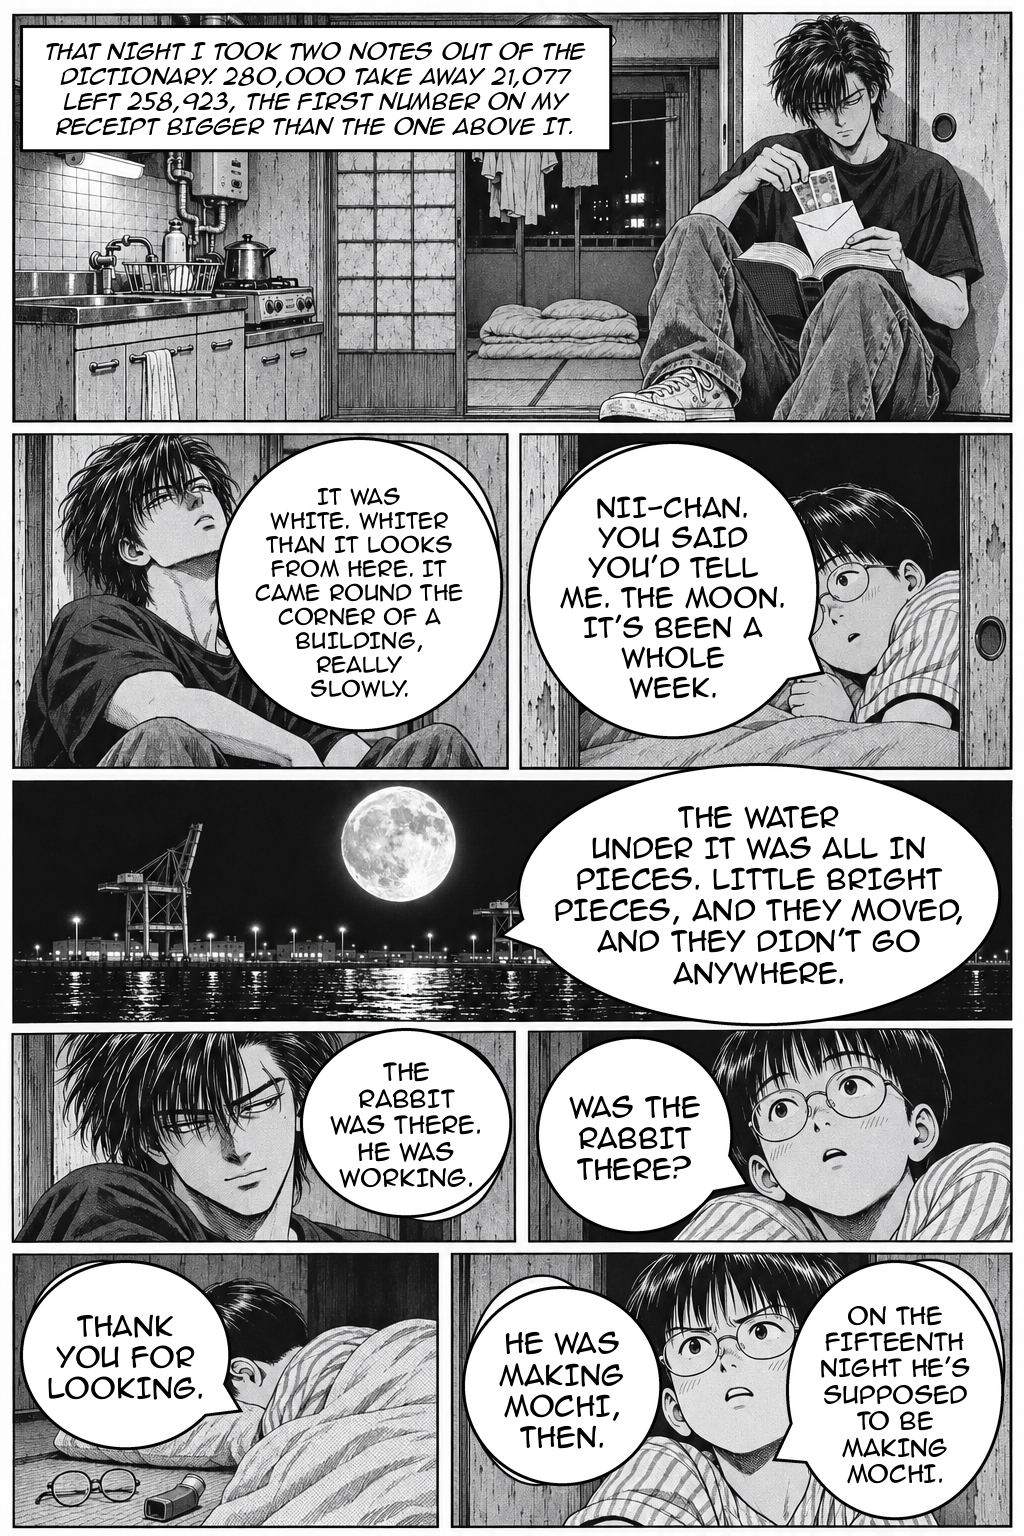 THAT NIGHT I TOOK TWO NOTES OUT OF THE
DICTIONARY. 280,000 TAKE AWAY 21,077
LEFT 258,923, THE FIRST NUMBER ON MY
RECEIPT BIGGER THAN THE ONE ABOVE IT.
NII-CHAN.
YOU SAID
YOU'D TELL
ME. THE MOON.
IT'S BEEN A
WHOLE
WEEK.
IT WAS
WHITE. WHITER
THAN IT LOOKS
FROM HERE. IT
CAME ROUND THE
CORNER OF A
BUILDING,
REALLY
SLOWLY.
THE WATER
UNDER IT WAS ALL IN
PIECES. LITTLE BRIGHT
PIECES, AND THEY MOVED,
AND THEY DIDN'T GO
ANYWHERE.
WAS THE
RABBIT
THERE?
THE
RABBIT
WAS THERE.
HE WAS
WORKING.
ON THE
FIFTEENTH
NIGHT HE'S
SUPPOSED
TO BE
MAKING
MOCHI.
HE WAS
MAKING
MOCHI,
THEN.
THANK
YOU FOR
LOOKING.